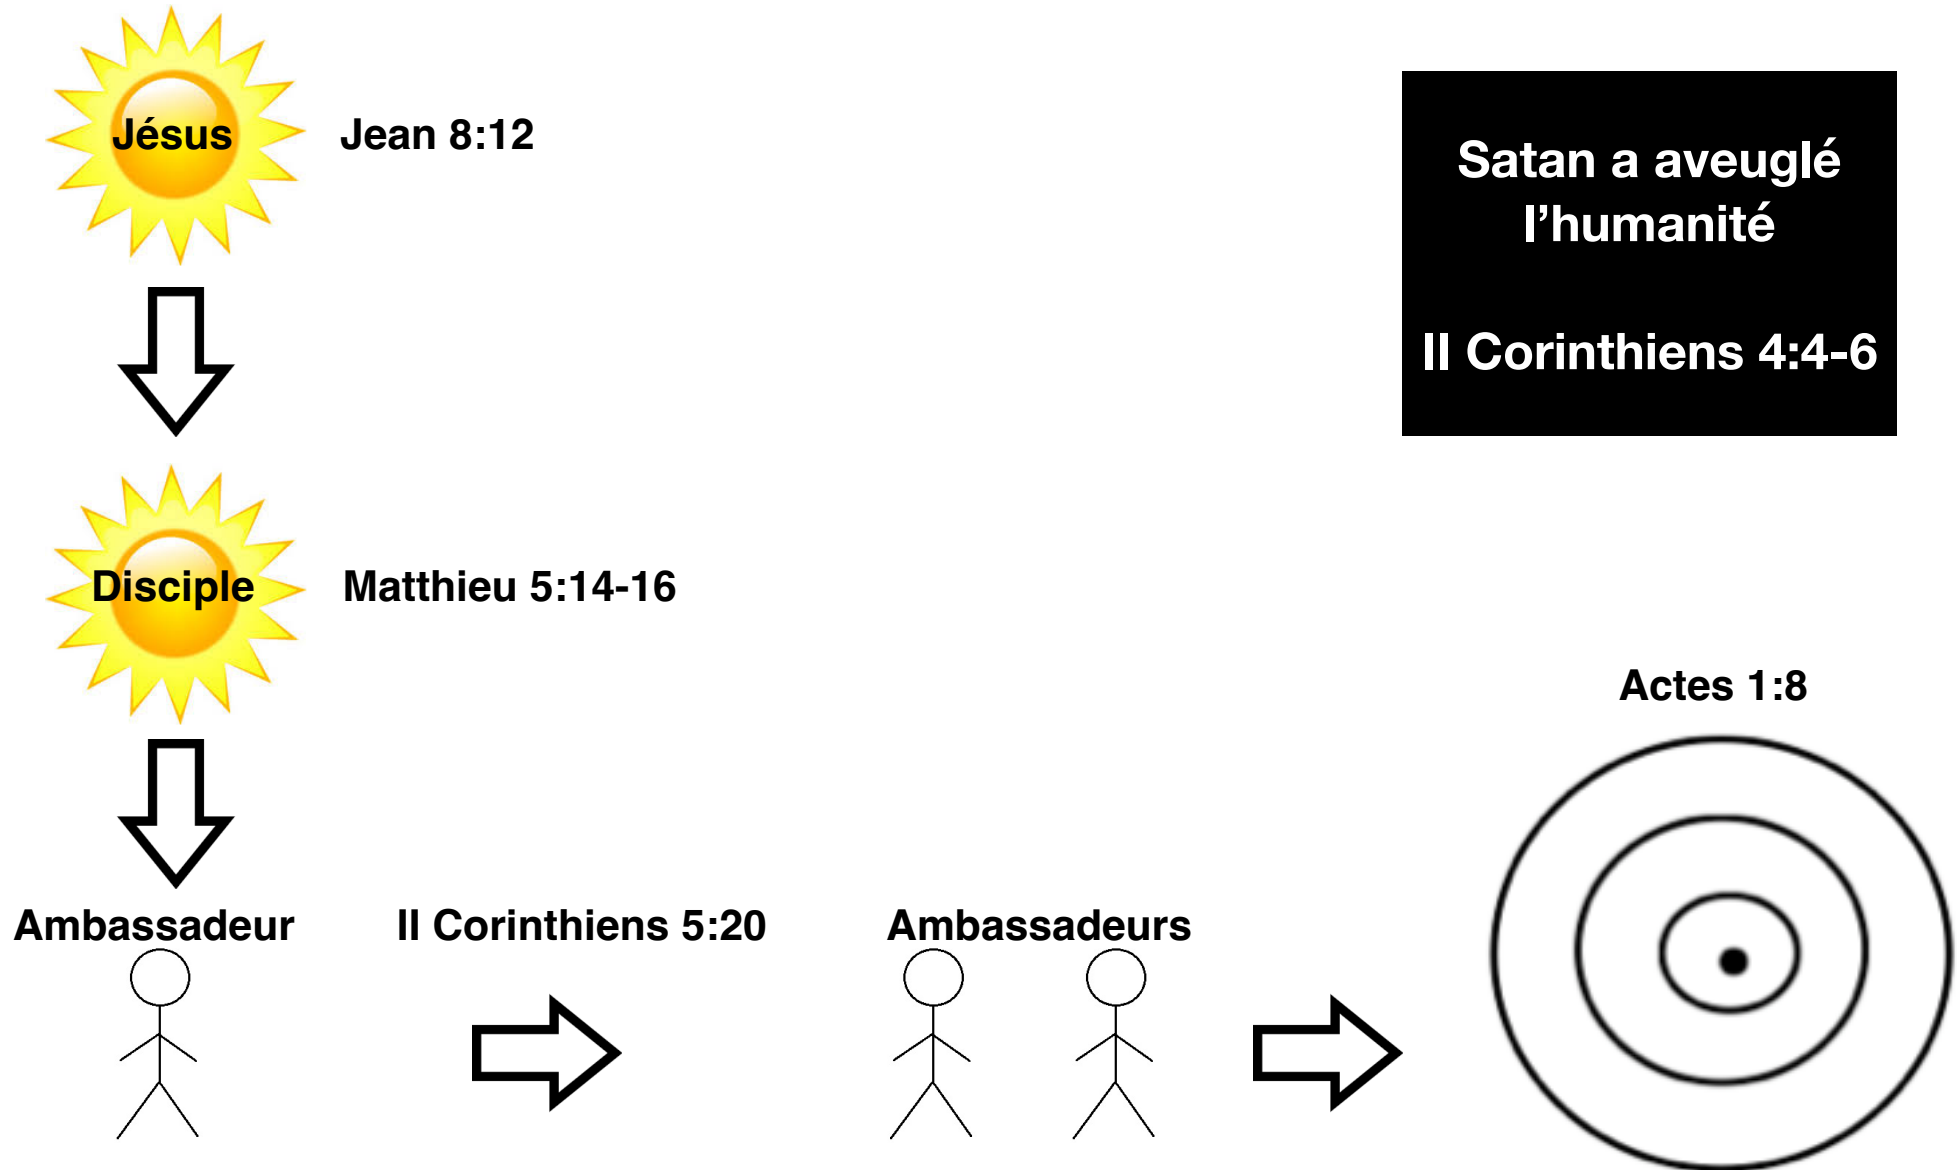 Jésus
Jean 8:12
Satan a aveuglé
l’humanité
II Corinthiens 4:4-6
Disciple
Matthieu 5:14-16
Actes 1:8
Ambassadeur
II Corinthiens 5:20
Ambassadeurs